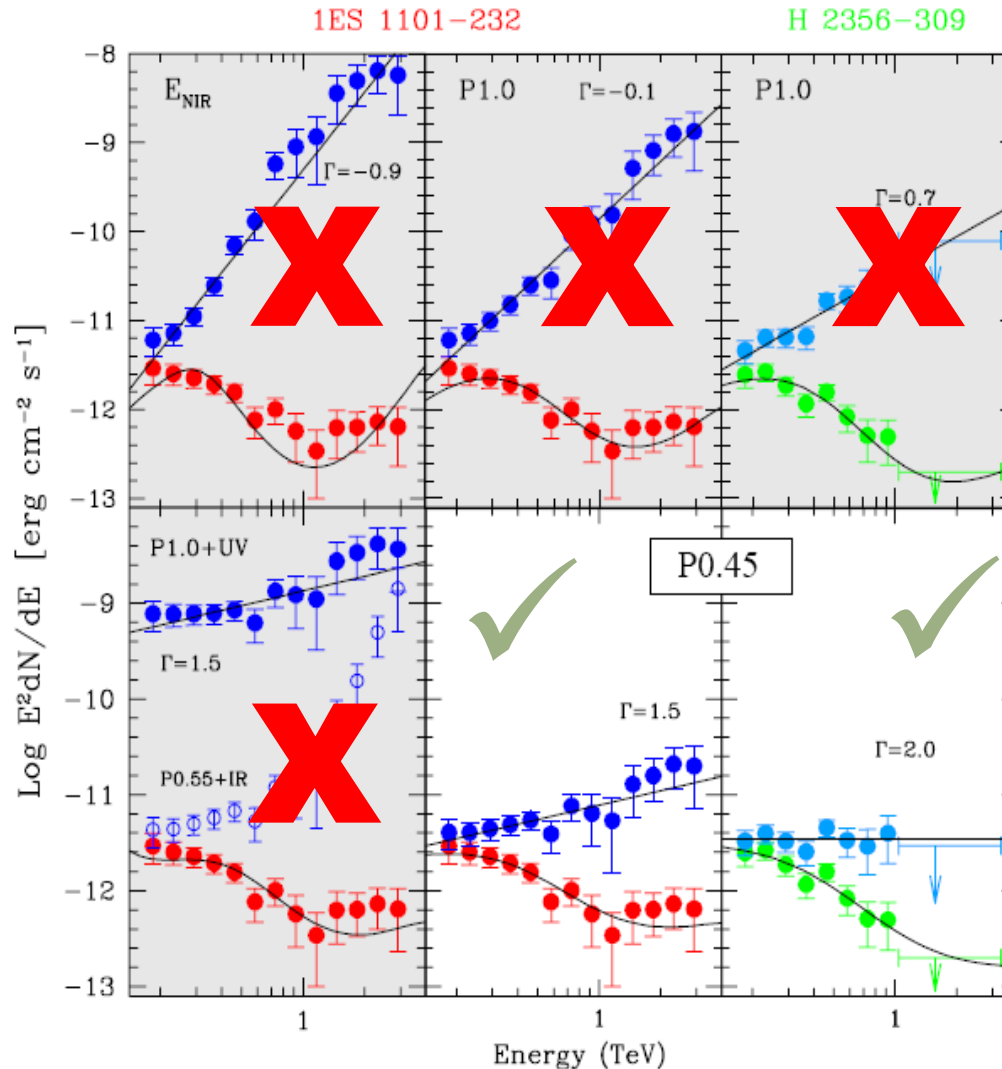 1ES 1101−232 H 2356−309
E_NIR P1.0 Γ=−0.1 P1.0
Γ=−0.9 Γ=0.7
X X X
−8
−9
−10
−11
−12
−13
P1.0+UV P0.45
Γ=1.5 Γ=1.5 Γ=2.0
P0.55+IR
X
−9
−10
−11
−12
−13
Log E²dN/dE [erg cm⁻² s⁻¹]
1 1 1
Energy (TeV)